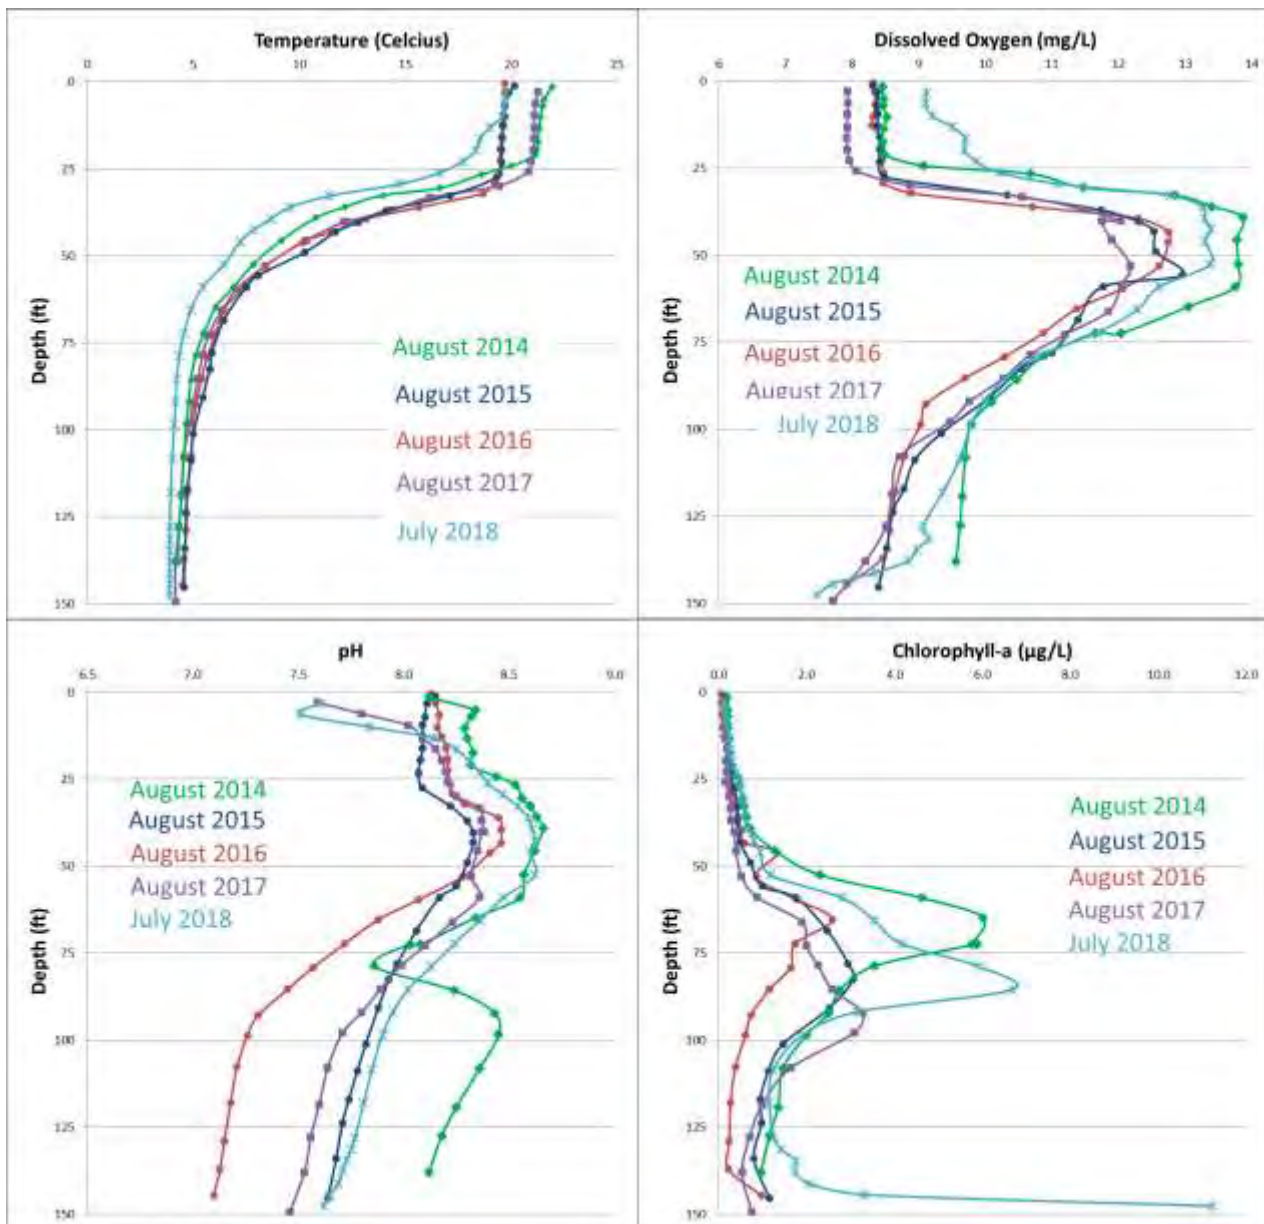 Temperature (Celcius)
0 5 10 15 20 25
0
25
50
75
100
125
150
Depth (ft)
August 2014
August 2015
August 2016
August 2017
July 2018
Dissolved Oxygen (mg/L)
6 7 8 9 10 11 12 13 14
0
25
50
75
100
125
150
Depth (ft)
August 2014
August 2015
August 2016
August 2017
July 2018
pH
6.5 7.0 7.5 8.0 8.5 9.0
0
25
50
75
100
125
150
Depth (ft)
August 2014
August 2015
August 2016
August 2017
July 2018
Chlorophyll-a (µg/L)
0.0 2.0 4.0 6.0 8.0 10.0 12.0
0
25
50
75
100
125
150
Depth (ft)
August 2014
August 2015
August 2016
August 2017
July 2018